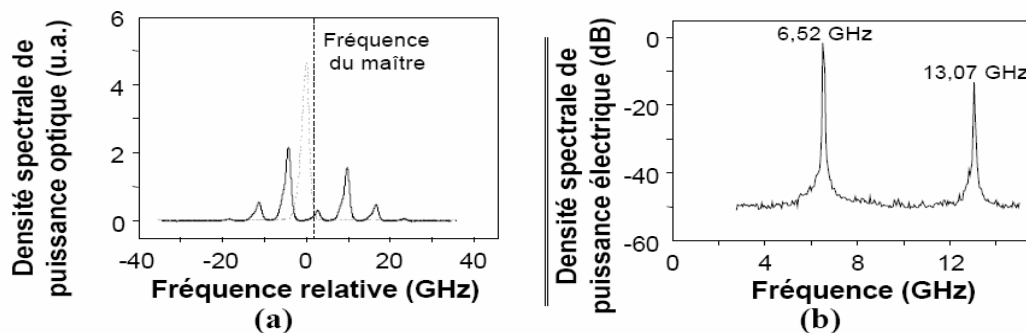 Densité spectrale de
puissance optique (u.a.)
6
4
2
0
Fréquence
du maître
-40
-20
0
20
40
Fréquence relative (GHz)
(a)
Densité spectrale de
puissance électrique (dB)
0
-20
-40
-60
6,52 GHz
13,07 GHz
0
4
8
12
Fréquence (GHz)
(b)